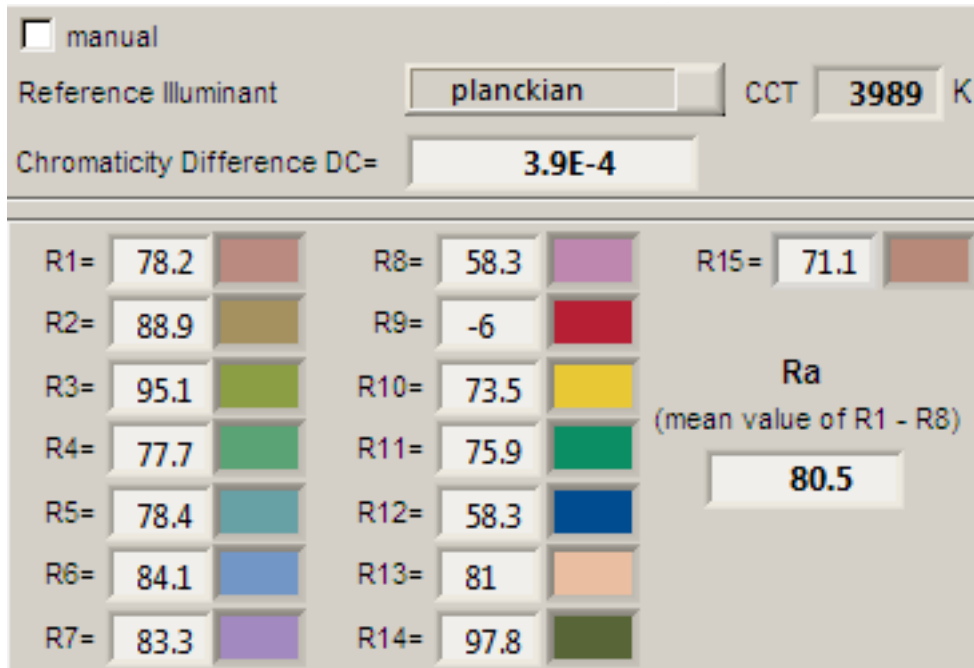 manual
Reference Illuminant planckian CCT 3989 K
Chromaticity Difference DC= 3.9E-4
R1= 78.2 R8= 58.3 R15= 71.1
R2= 88.9 R9= -6
R3= 95.1 R10= 73.5 Ra
(mean value of R1 - R8)
R4= 77.7 R11= 75.9
80.5
R5= 78.4 R12= 58.3
R6= 84.1 R13= 81
R7= 83.3 R14= 97.8